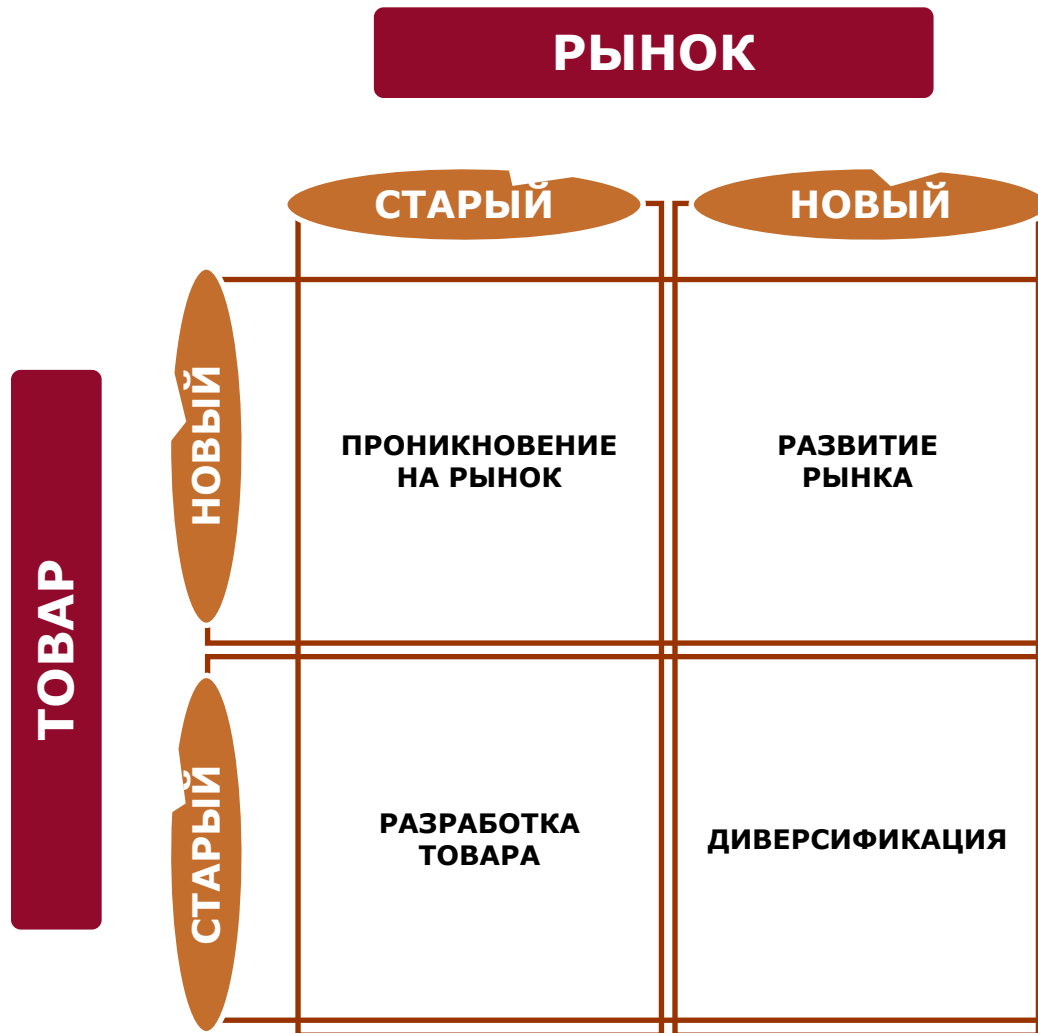 РЫНОК
СТАРЫЙ
НОВЫЙ
ТОВАР
НОВЫЙ
ПРОНИКНОВЕНИЕ
НА РЫНОК
РАЗВИТИЕ
РЫНКА
СТАРЫЙ
РАЗРАБОТКА
ТОВАРА
ДИВЕРСИФИКАЦИЯ